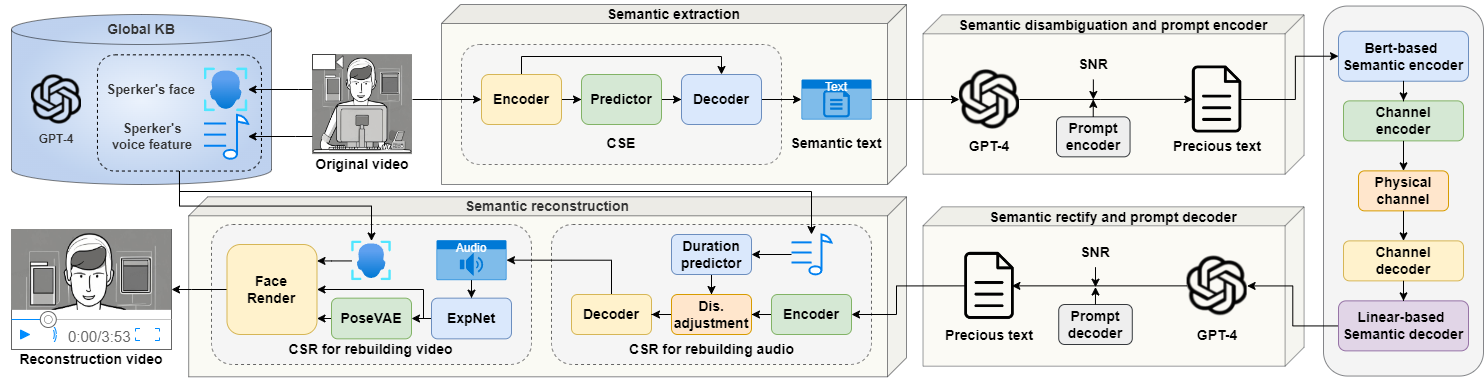 Global KB
GPT-4
Sperker's face
Sperker's
voice feature
Original video
Semantic extraction
Encoder
Predictor
Decoder
CSE
Text
Semantic text
Semantic disambiguation and prompt encoder
GPT-4
SNR
Prompt
encoder
Precious text
Bert-based
Semantic encoder
Channel
encoder
Physical
channel
Channel
decoder
Linear-based
Semantic decoder
Semantic rectify and prompt decoder
GPT-4
SNR
Prompt
decoder
Precious text
Semantic reconstruction
Duration
predictor
Encoder
Dis.
adjustment
Decoder
CSR for rebuilding audio
Audio
ExpNet
PoseVAE
Face
Render
CSR for rebuilding video
0:00/3:53
Reconstruction video